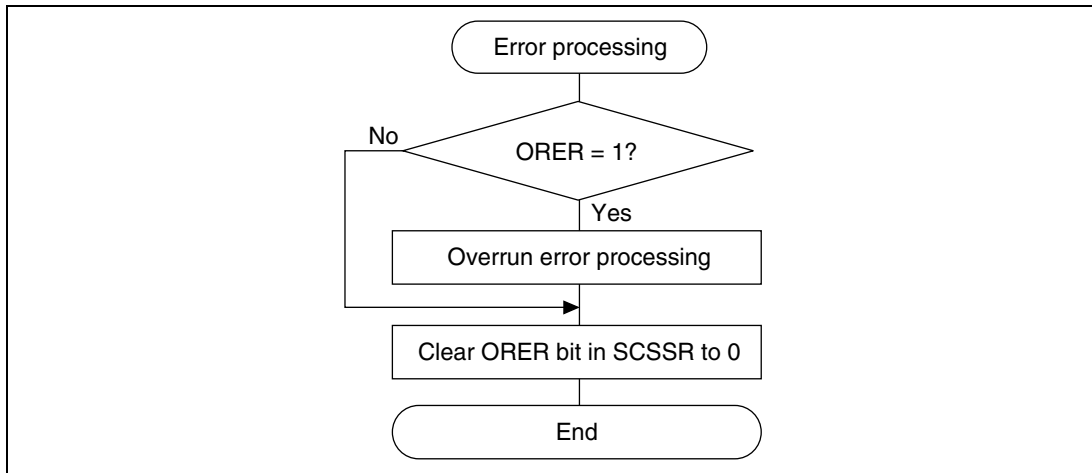 Error processing
No
ORER = 1?
Yes
Overrun error processing
Clear ORER bit in SCSSR to 0
End